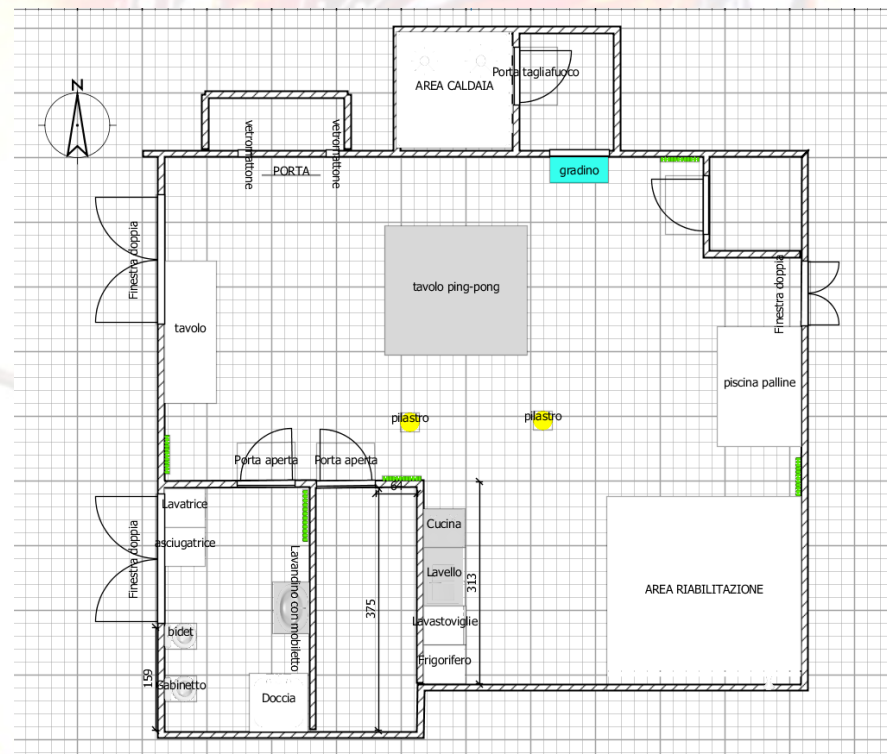 N
Porta tagliafuoco
AREA CALDAIA
vetromattone
vetromattone
PORTA
gradino
Finestra doppia
Finestra doppia
tavolo ping-pong
tavolo
piscina palline
pilastro
pilastro
Porta aperta
Porta aperta
64
Lavatrice
asciugatrice
Finestra doppia
Lavandino con mobiletto
375
Cucina
Lavello
313
Lavastoviglie
Frigorifero
AREA RIABILITAZIONE
bidet
159
Gabinetto
Doccia